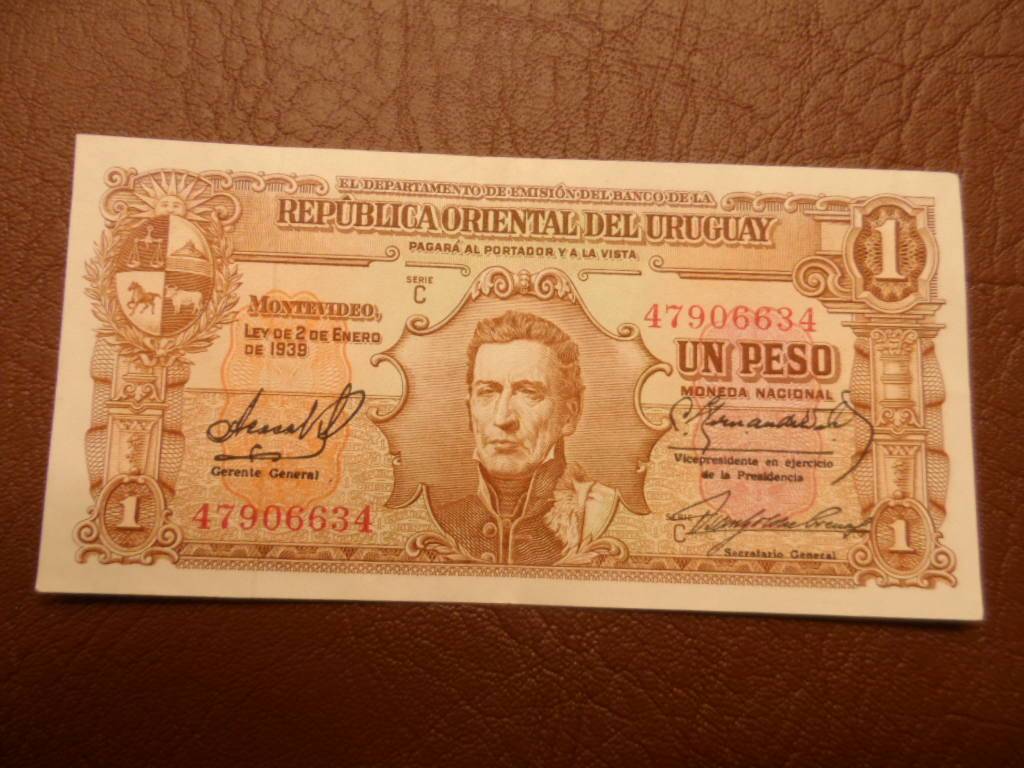 EL DEPARTAMENTO DE EMISIÓN DEL BANCO DE LA
REPÚBLICA ORIENTAL DEL URUGUAY
PAGARÁ AL PORTADOR Y A LA VISTA
1
SERIE
C
MONTEVIDEO,
LEY DE 2 DE ENERO
DE 1939
47906634
UN PESO
MONEDA NACIONAL
Gerente General
Vicepresidente en ejercicio
de la Presidencia
1
47906634
SERIE
C
Secretario General
1